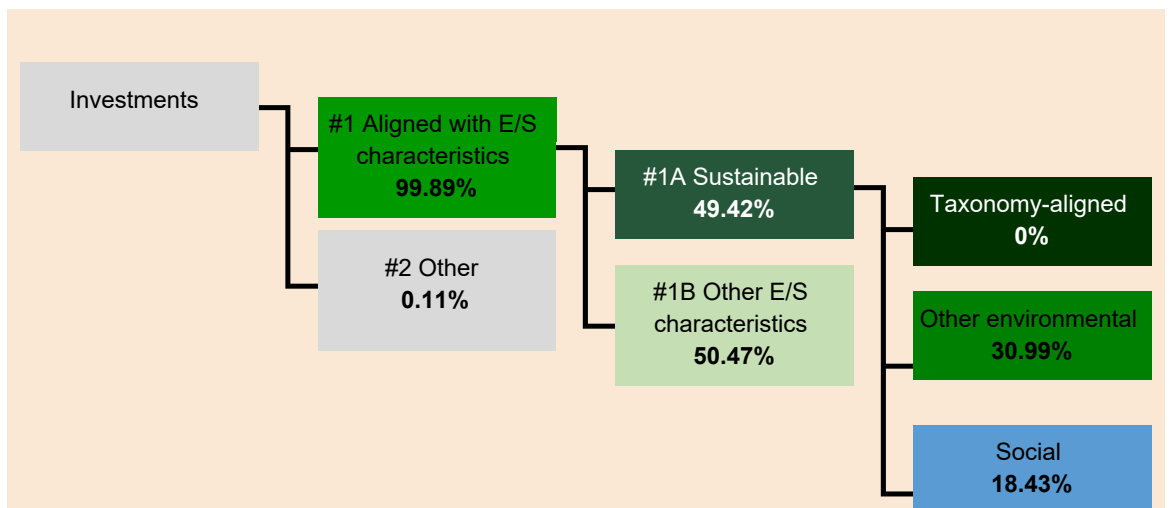 Investments
#1 Aligned with E/S
characteristics
99.89%
#2 Other
0.11%
#1A Sustainable
49.42%
#1B Other E/S
characteristics
50.47%
Taxonomy-aligned
0%
Other environmental
30.99%
Social
18.43%